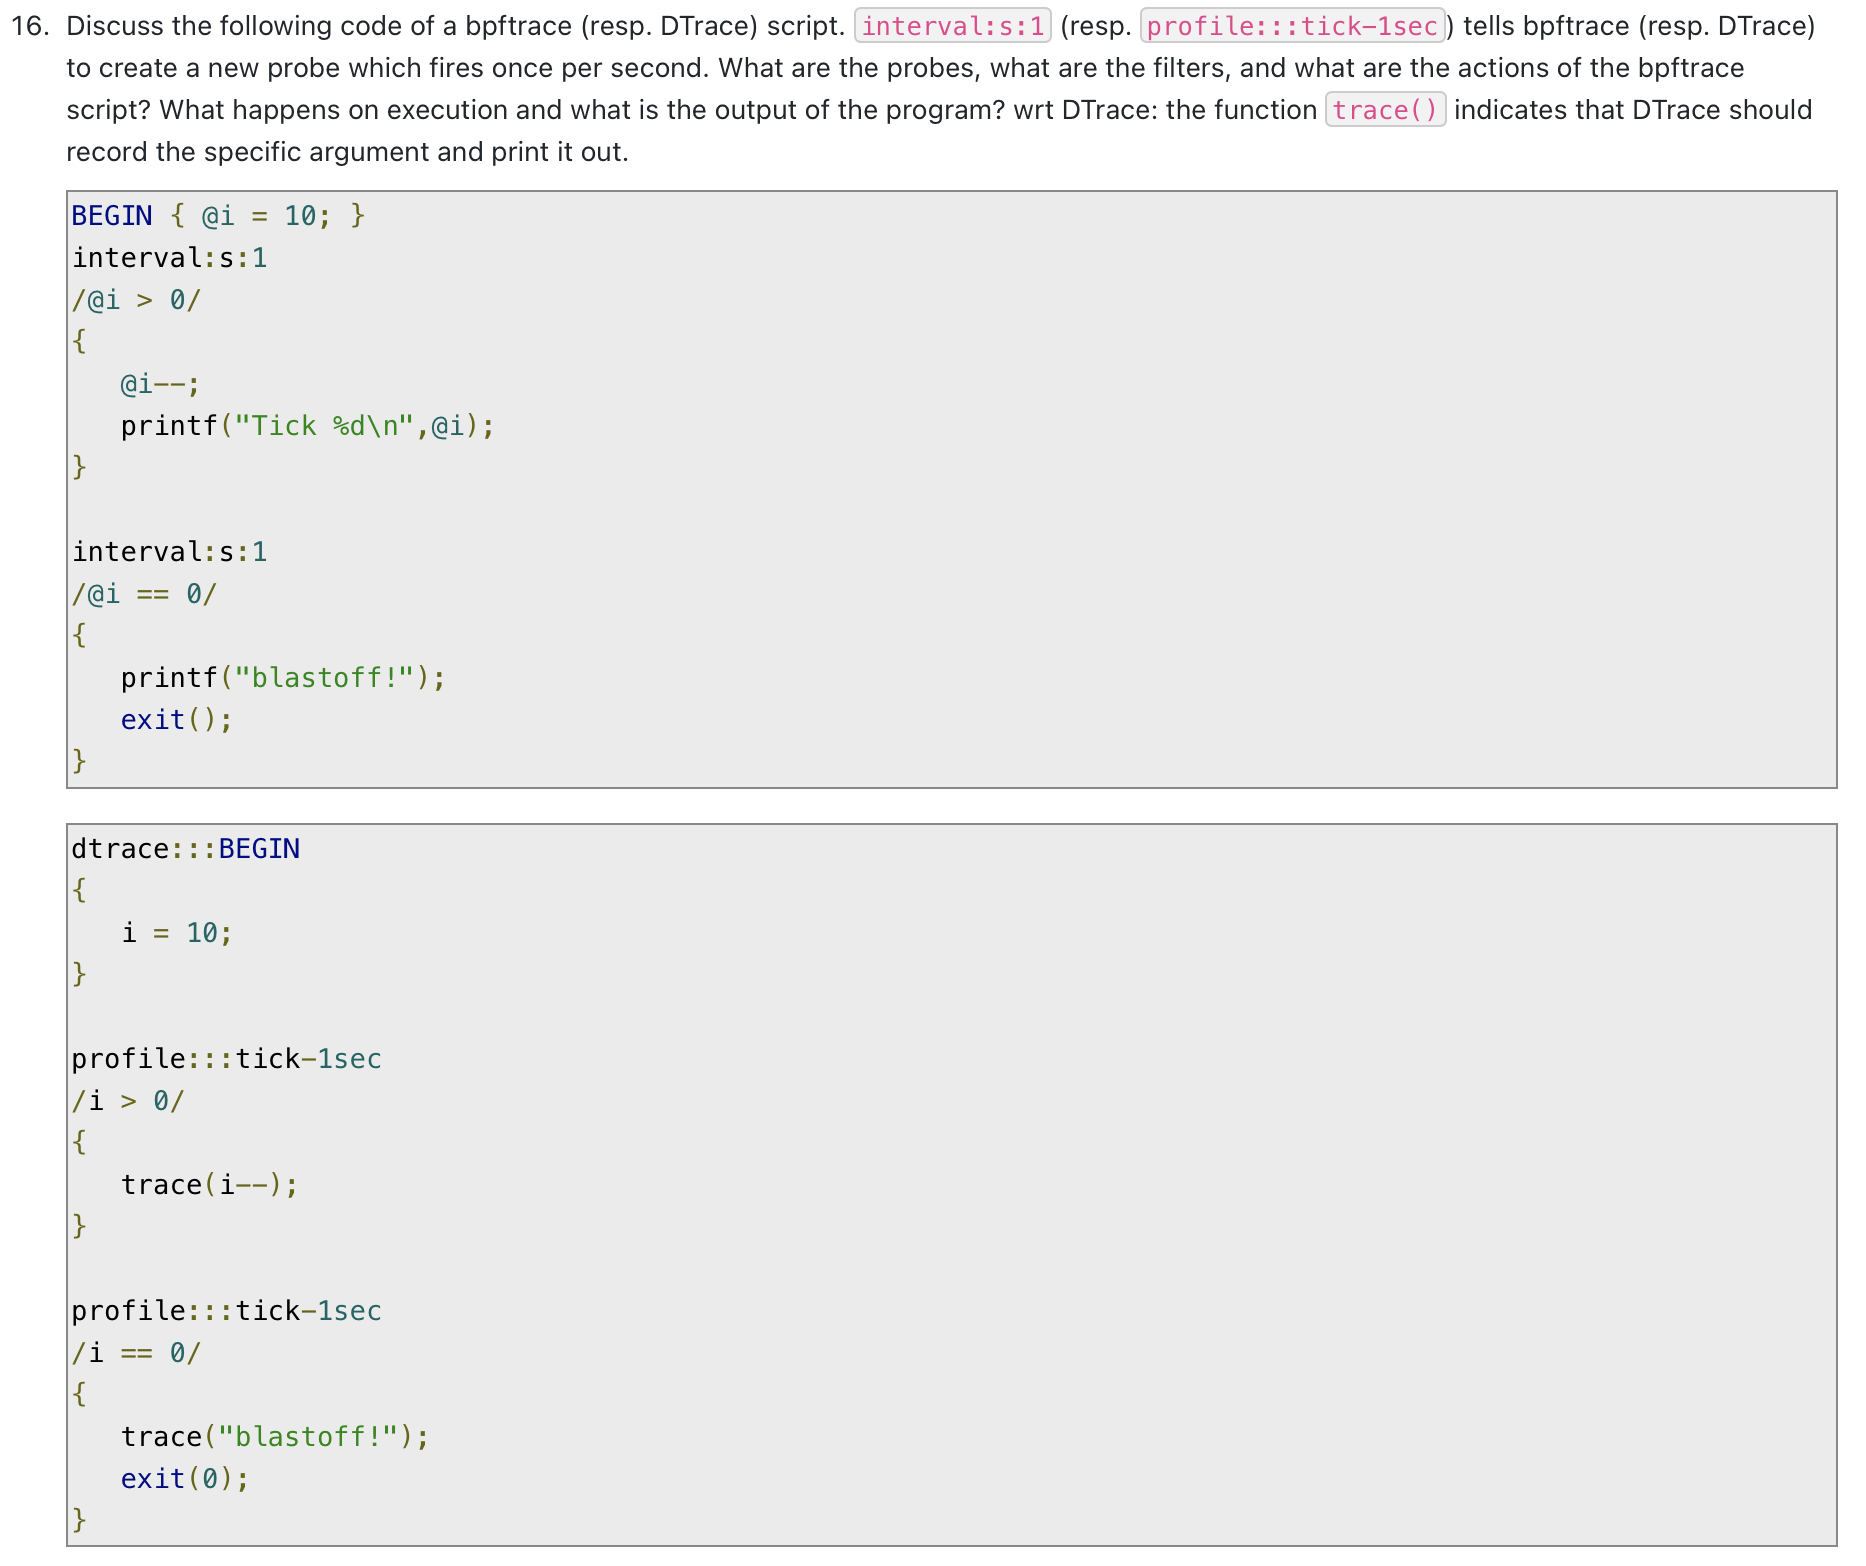 16. Discuss the following code of a bpftrace (resp. DTrace) script. interval:s:1 (resp. profile:::tick-1sec) tells bpftrace (resp. DTrace)
to create a new probe which fires once per second. What are the probes, what are the filters, and what are the actions of the bpftrace
script? What happens on execution and what is the output of the program? wrt DTrace: the function trace() indicates that DTrace should
record the specific argument and print it out.
BEGIN { @i = 10; }
interval:s:1
/@i > 0/
{
   @i--;
   printf("Tick %d\n",@i);
}
interval:s:1
/@i == 0/
{
   printf("blastoff!");
   exit();
}
dtrace:::BEGIN
{
   i = 10;
}
profile:::tick-1sec
/i > 0/
{
   trace(i--);
}
profile:::tick-1sec
/i == 0/
{
   trace("blastoff!");
   exit(0);
}